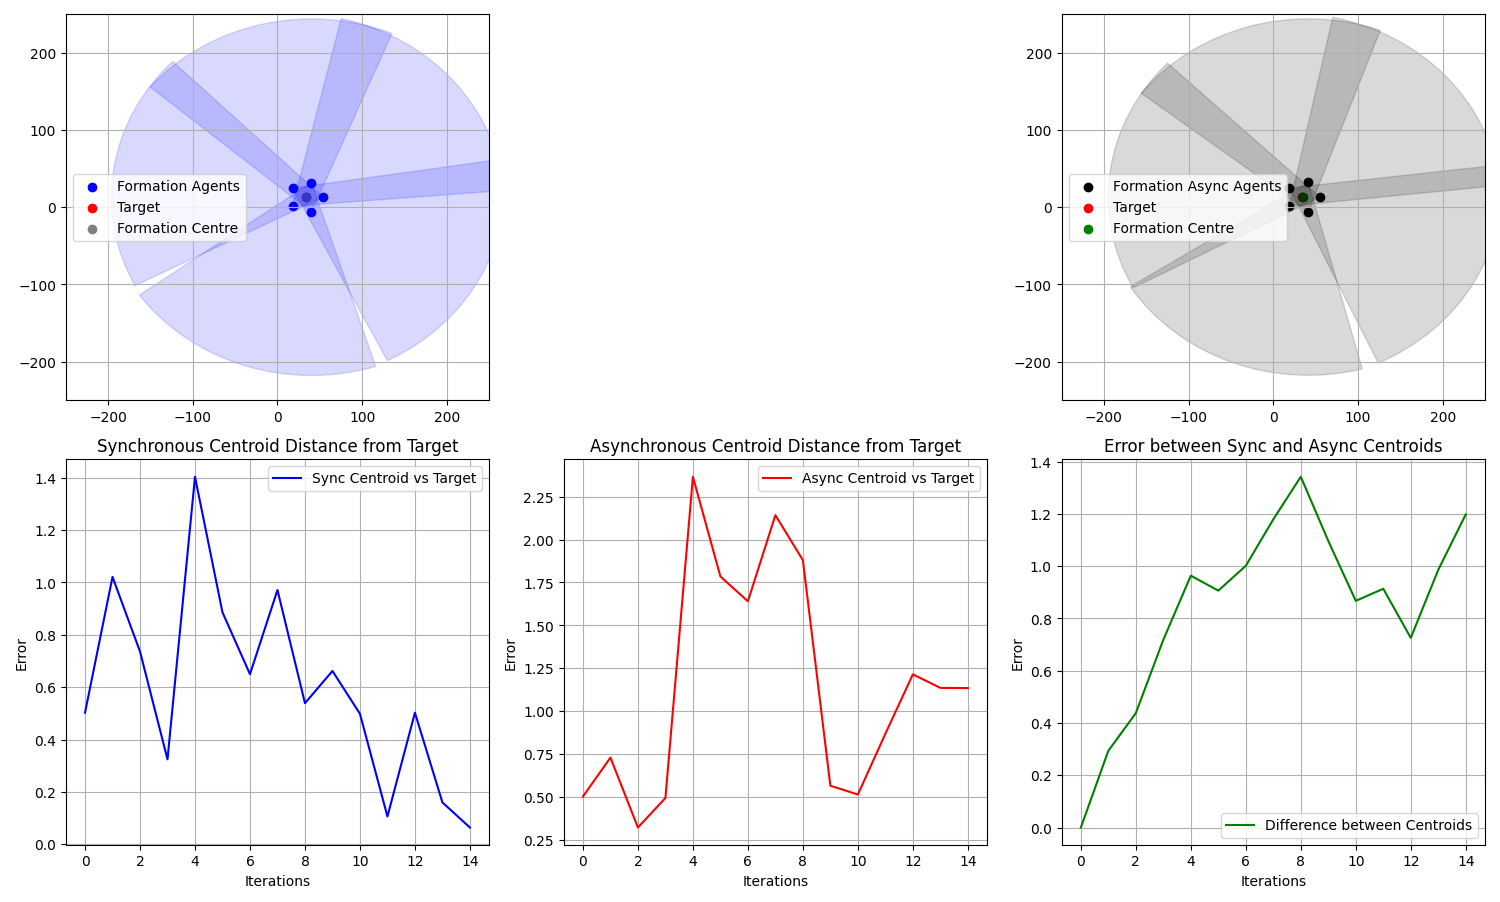 200
100
0
−100
−200
−200
−100
0
100
200
Formation Agents
Target
Formation Centre
200
100
0
−100
−200
−200
−100
0
100
200
Formation Async Agents
Target
Formation Centre
Synchronous Centroid Distance from Target
1.4
1.2
1.0
0.8
0.6
0.4
0.2
0.0
Error
Sync Centroid vs Target
0 2 4 6 8 10 12 14
Iterations
Asynchronous Centroid Distance from Target
2.25
2.00
1.75
1.50
1.25
1.00
0.75
0.50
0.25
Error
Async Centroid vs Target
0 2 4 6 8 10 12 14
Iterations
Error between Sync and Async Centroids
1.4
1.2
1.0
0.8
0.6
0.4
0.2
0.0
Error
Difference between Centroids
0 2 4 6 8 10 12 14
Iterations